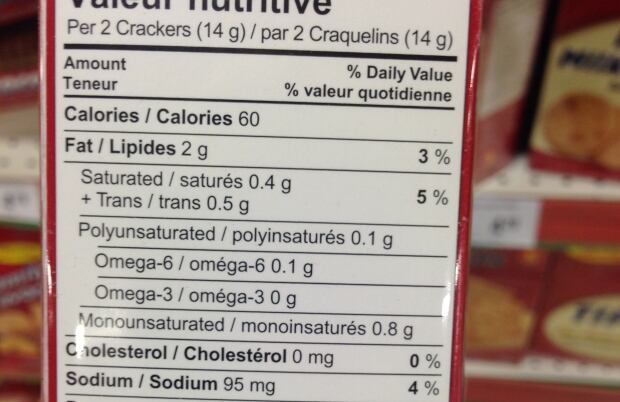 Valeur nutritive
Per 2 Crackers (14 g) / par 2 Craquelins (14 g)
Amount
Teneur
% Daily Value
% valeur quotidienne
Calories / Calories 60
Fat / Lipides 2 g 3 %
Saturated / saturés 0.4 g
+ Trans / trans 0.5 g 5 %
Polyunsaturated / polyinsaturés 0.1 g
Omega-6 / oméga-6 0.1 g
Omega-3 / oméga-3 0 g
Monounsaturated / monoinsaturés 0.8 g
Cholesterol / Cholestérol 0 mg 0 %
Sodium / Sodium 95 mg 4 %